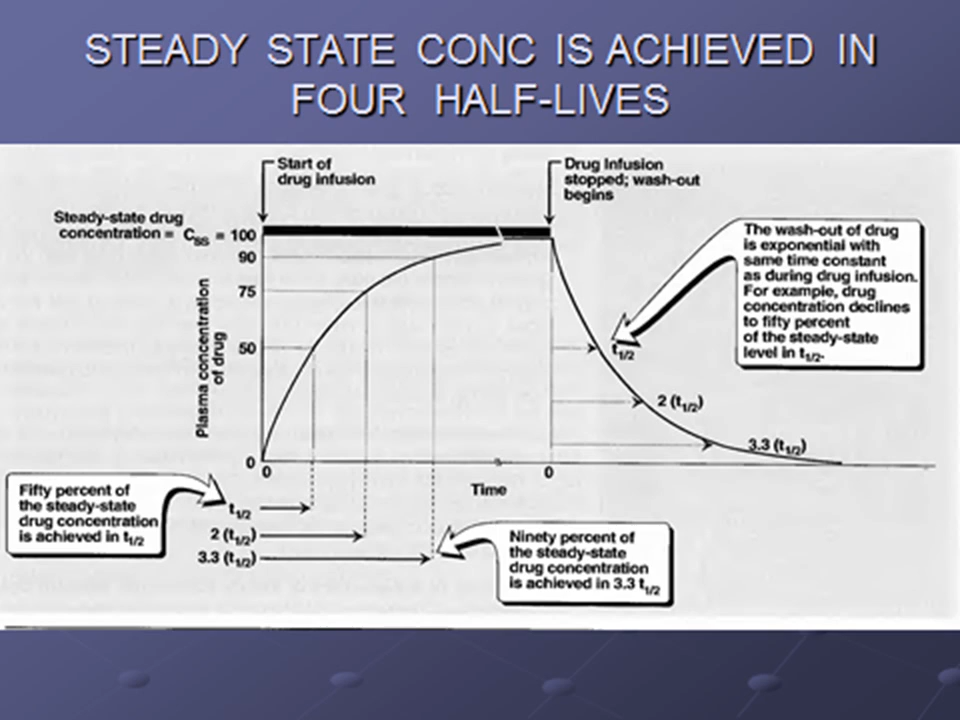 STEADY STATE CONC IS ACHIEVED IN
FOUR HALF-LIVES
Start of
drug infusion
Drug Infusion
stopped; wash-out
begins
Steady-state drug
concentration = CSS = 100
90
75
50
0
Plasma concentration
of drug
0
0
Time
The wash-out of drug
is exponential with
same time constant
as during drug infusion.
For example, drug
concentration declines
to fifty percent
of the steady-state
level in t1/2.
t1/2
2 (t1/2)
3.3 (t1/2)
Fifty percent of
the steady-state
drug concentration
is achieved in t1/2
t1/2
2 (t1/2)
3.3 (t1/2)
Ninety percent of
the steady-state
drug concentration
is achieved in 3.3 t1/2